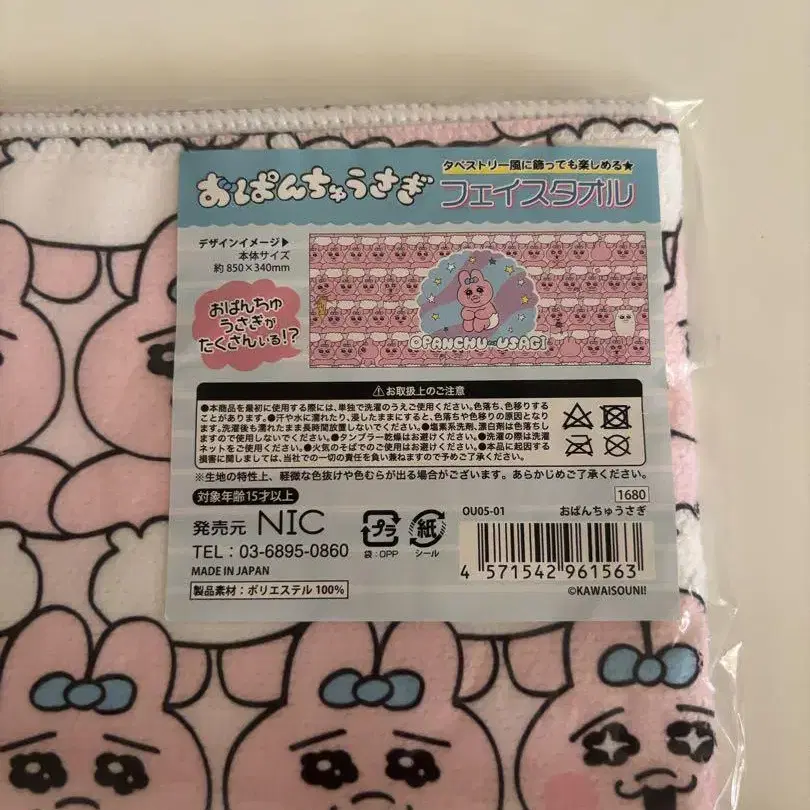 おぱんちゅうさぎ
タペストリー風に飾っても楽しめる★
フェイスタオル
デザインイメージ▶
本体サイズ
約 850×340mm
おぱんちゅ
うさぎが
たくさんいる!?
OPANCHU USAGI
⚠お取扱上のご注意
●本商品を最初に使用する際には、単独で洗濯のうえご使用ください。色落ち、色移りする
ことがあります。●汗や水に濡れたり、浸したままにすると、色落ちや色移りの原因となり
ます。洗濯後も濡れたまま長時間放置しないでください。●塩素系洗剤、漂白剤は色落ちし
ますので使用しないでください。●タンブラー乾燥はお避けください。●洗濯の際は洗濯
ネットをご使用ください。●火気のそばでのご使用はお避けください。●本品に起因する
損害に関しましては、当社での一切の責任を負い兼ねますので予めご了承ください。
※生地の特性上、軽微な色抜けや色むらが出る場合がございます。あらかじめご了承ください。
対象年齢15才以上
1680
発売元 NIC
プラ
袋:OPP
紙
シール
OU05-01
おぱんちゅうさぎ
TEL：03-6895-0860
MADE IN JAPAN
4 571542 961563
製品素材：ポリエステル 100%
©KAWAISOUNI!